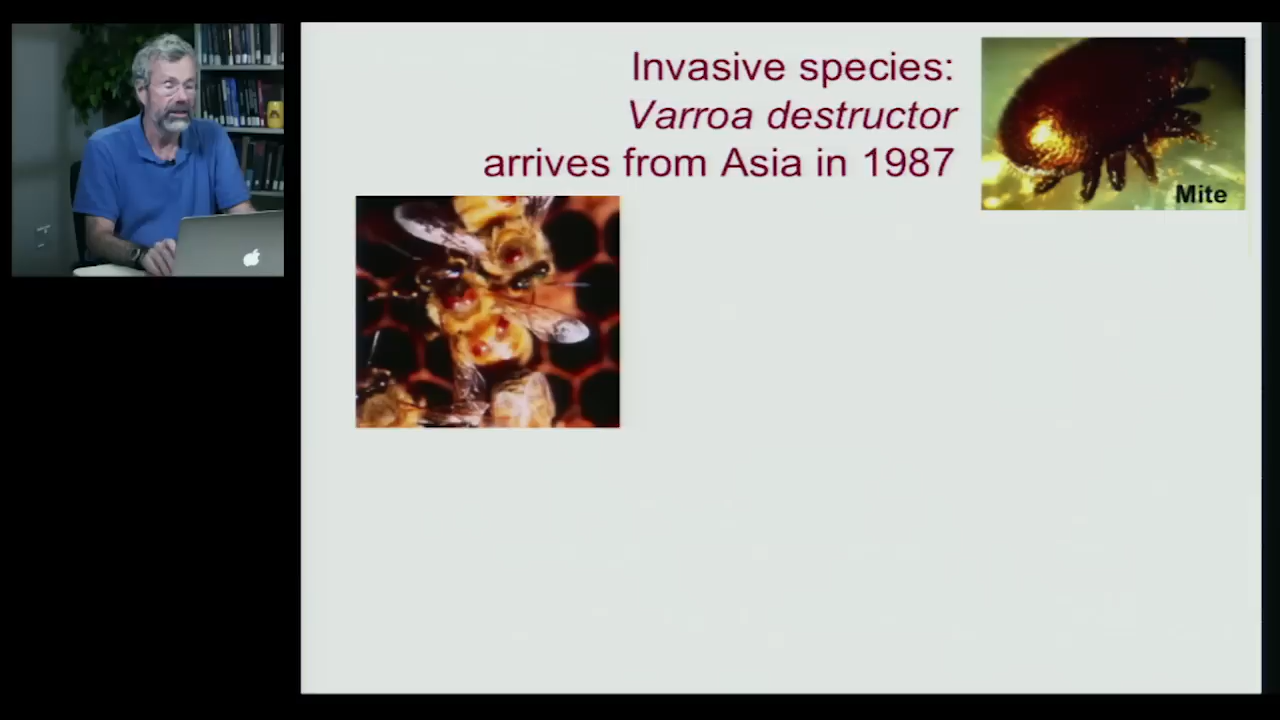 Invasive species:
Varroa destructor
arrives from Asia in 1987
Mite